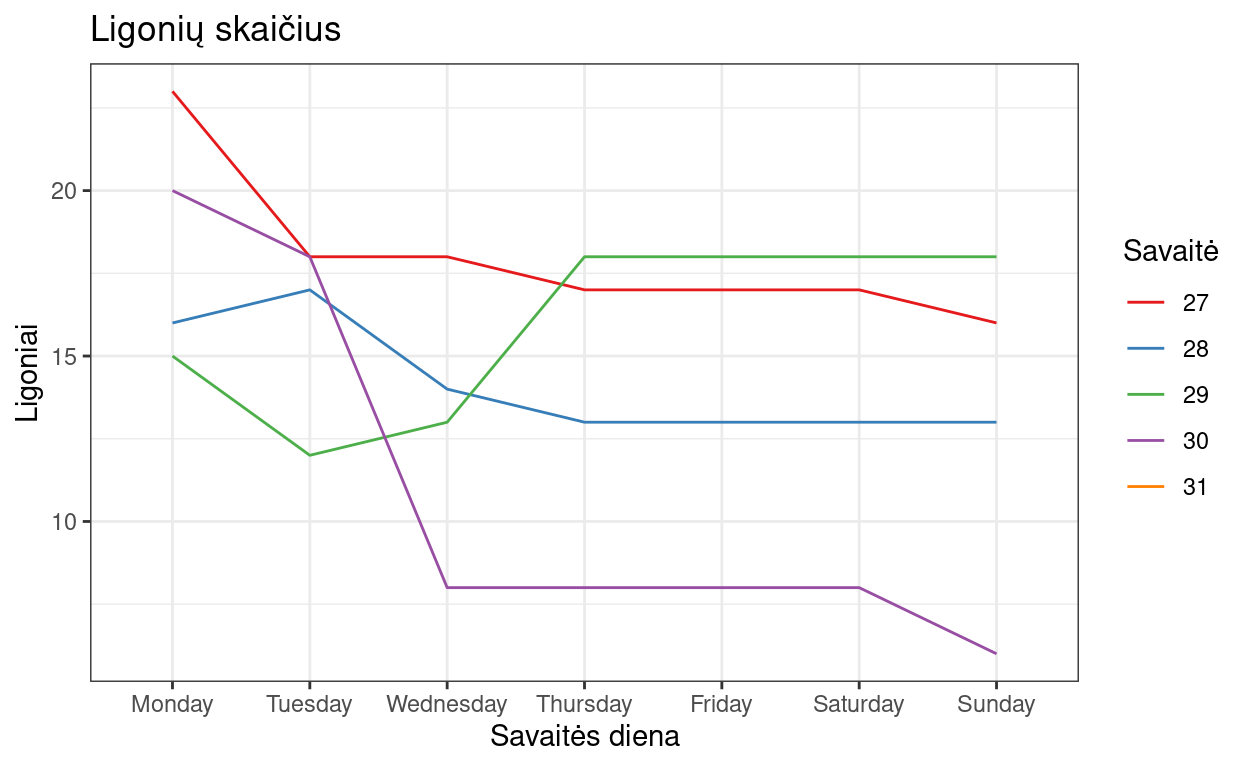 Ligonių skaičius
Ligoniai
20
15
10
Monday Tuesday Wednesday Thursday Friday Saturday Sunday
Savaitės diena
Savaitė
27
28
29
30
31